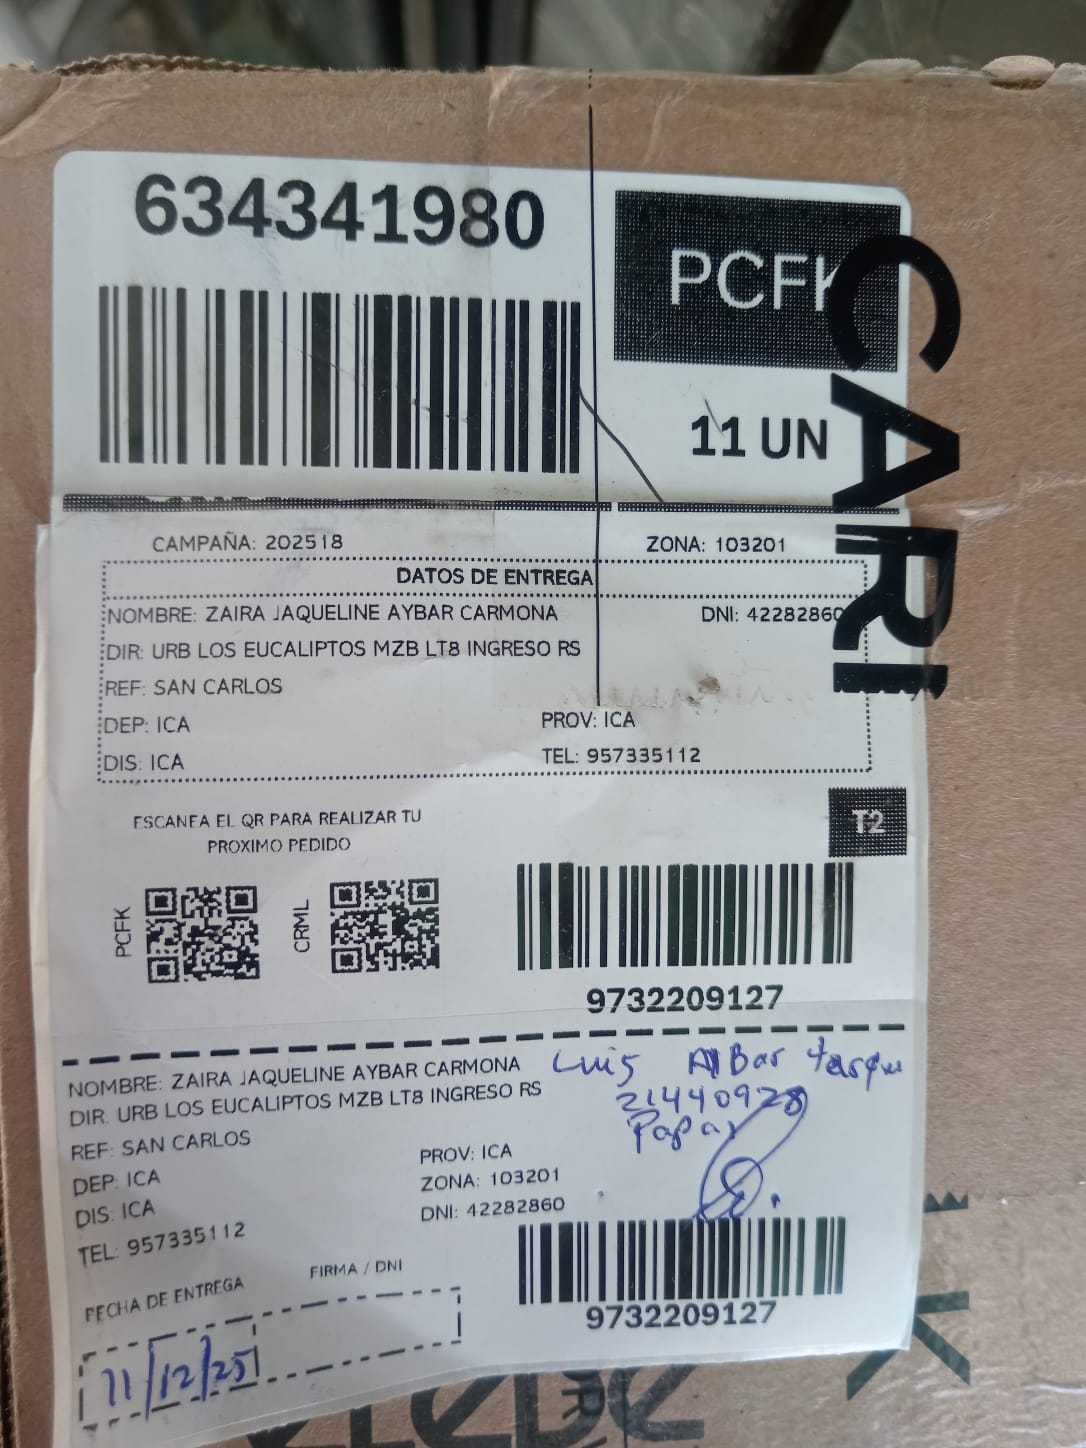 634341980
PCFK
11 UN
CARI
CAMPAÑA: 202518 ZONA: 103201
DATOS DE ENTREGA
NOMBRE: ZAIRA JAQUELINE AYBAR CARMONA DNI: 42282860
DIR: URB LOS EUCALIPTOS MZB LT8 INGRESO RS
REF: SAN CARLOS
DEP: ICA PROV: ICA
DIS: ICA TEL: 957335112
ESCANEA EL QR PARA REALIZAR TU
PROXIMO PEDIDO
T2
PCFK
CRML
9732209127
NOMBRE: ZAIRA JAQUELINE AYBAR CARMONA
DIR. URB LOS EUCALIPTOS MZB LT8 INGRESO RS
REF: SAN CARLOS
DEP: ICA PROV: ICA
DIS: ICA ZONA: 103201
TEL: 957335112 DNI: 42282860
Luis AyBar
21440928
Papa
FECHA DE ENTREGA FIRMA / DNI
11/12/25
9732209127